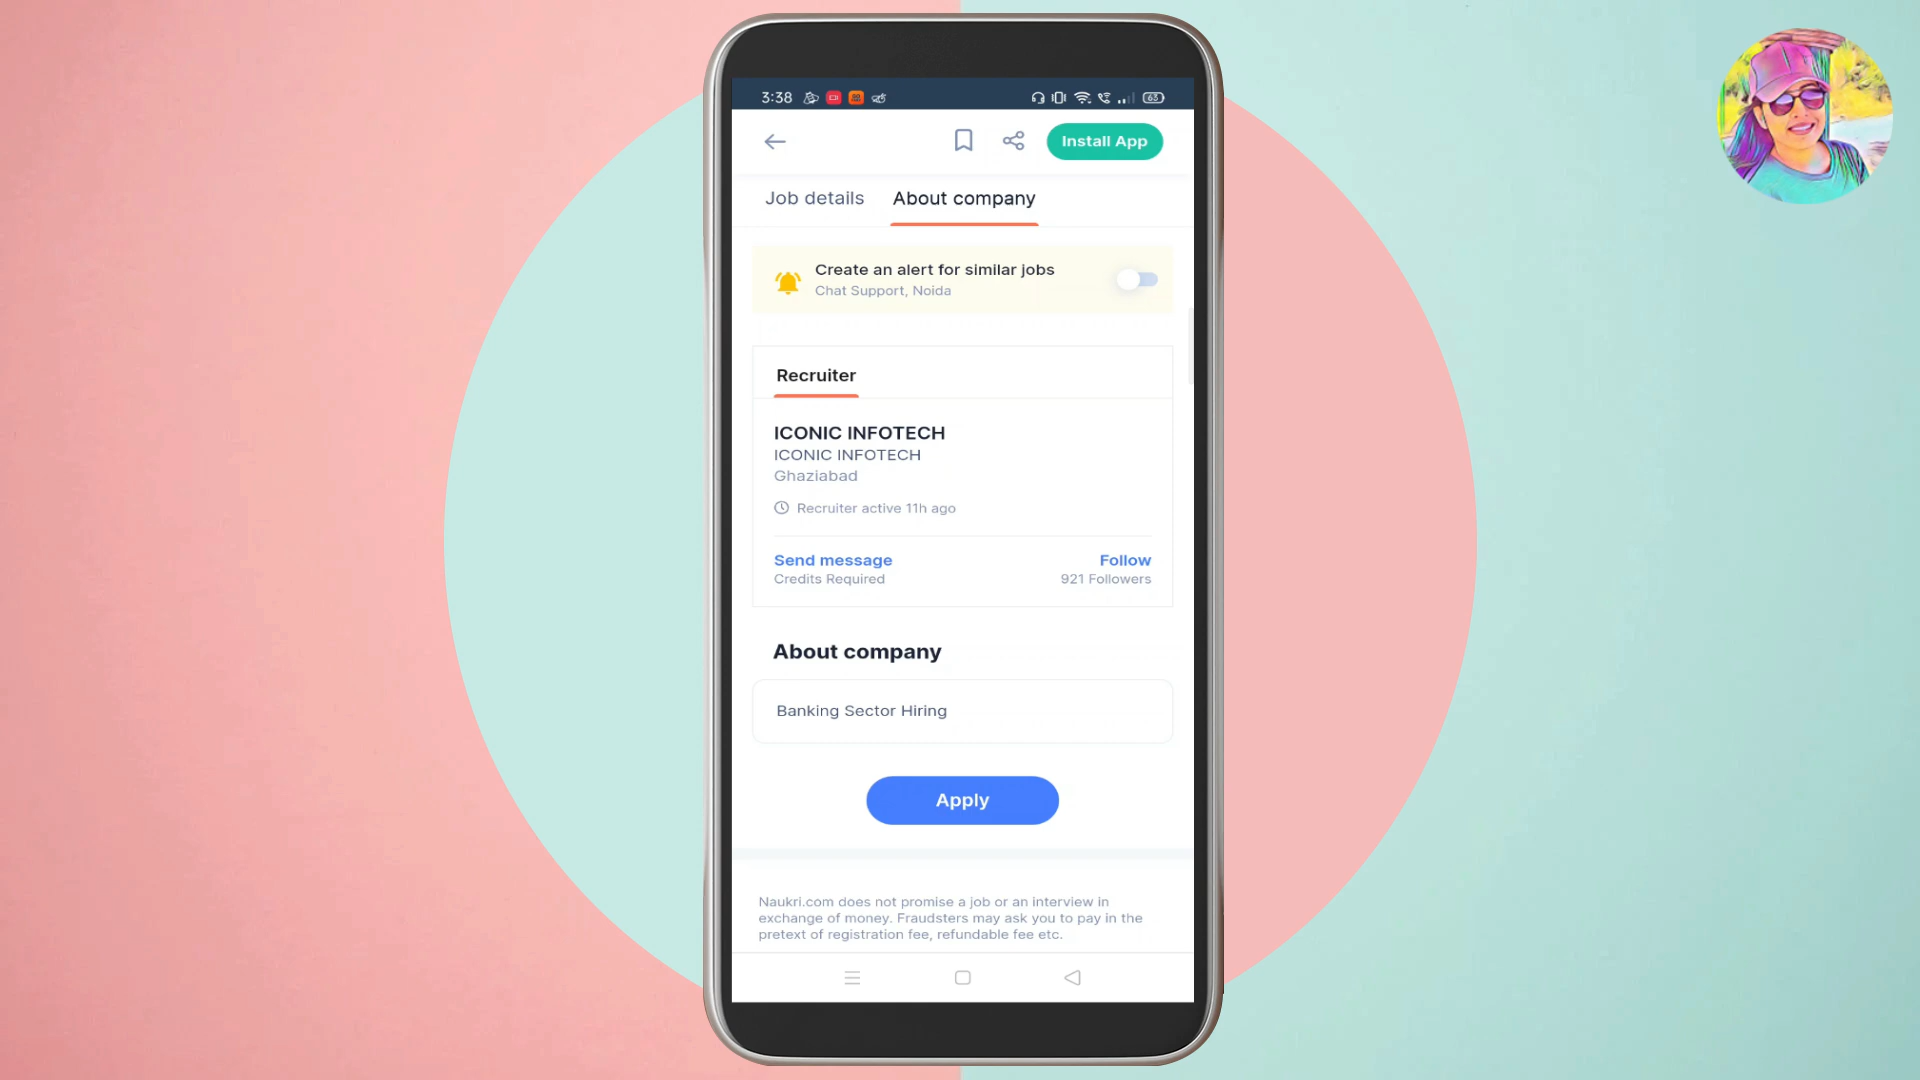 3:38
63
Install App
Job details About company
Create an alert for similar jobs
Chat Support, Noida
Recruiter
ICONIC INFOTECH
ICONIC INFOTECH
Ghaziabad
Recruiter active 11h ago
Send message Follow
Credits Required 921 Followers
About company
Banking Sector Hiring
Apply
Naukri.com does not promise a job or an interview in
exchange of money. Fraudsters may ask you to pay in the
pretext of registration fee, refundable fee etc.